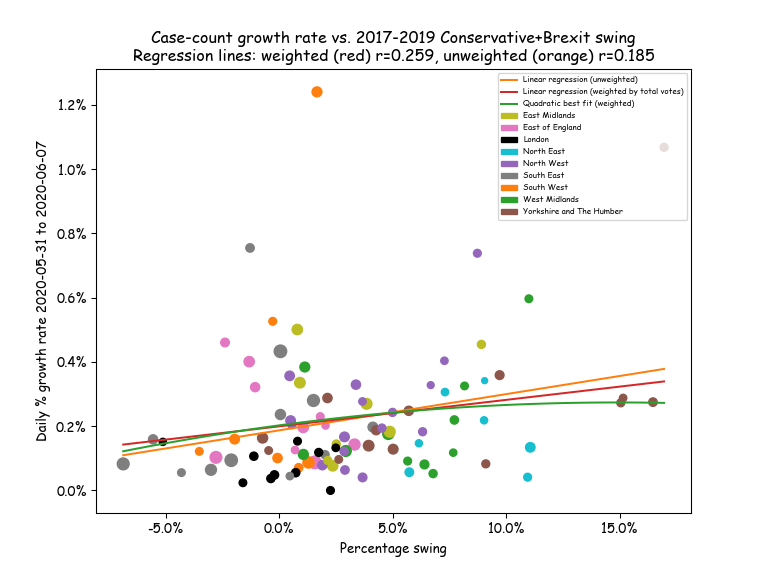 Case-count growth rate vs. 2017-2019 Conservative+Brexit swing
Regression lines: weighted (red) r=0.259, unweighted (orange) r=0.185
Linear regression (unweighted)
Linear regression (weighted by total votes)
Quadratic best fit (weighted)
East Midlands
East of England
London
North East
North West
South East
South West
West Midlands
Yorkshire and The Humber
Daily % growth rate 2020-05-31 to 2020-06-07
1.2%
1.0%
0.8%
0.6%
0.4%
0.2%
0.0%
-5.0% 0.0% 5.0% 10.0% 15.0%
Percentage swing